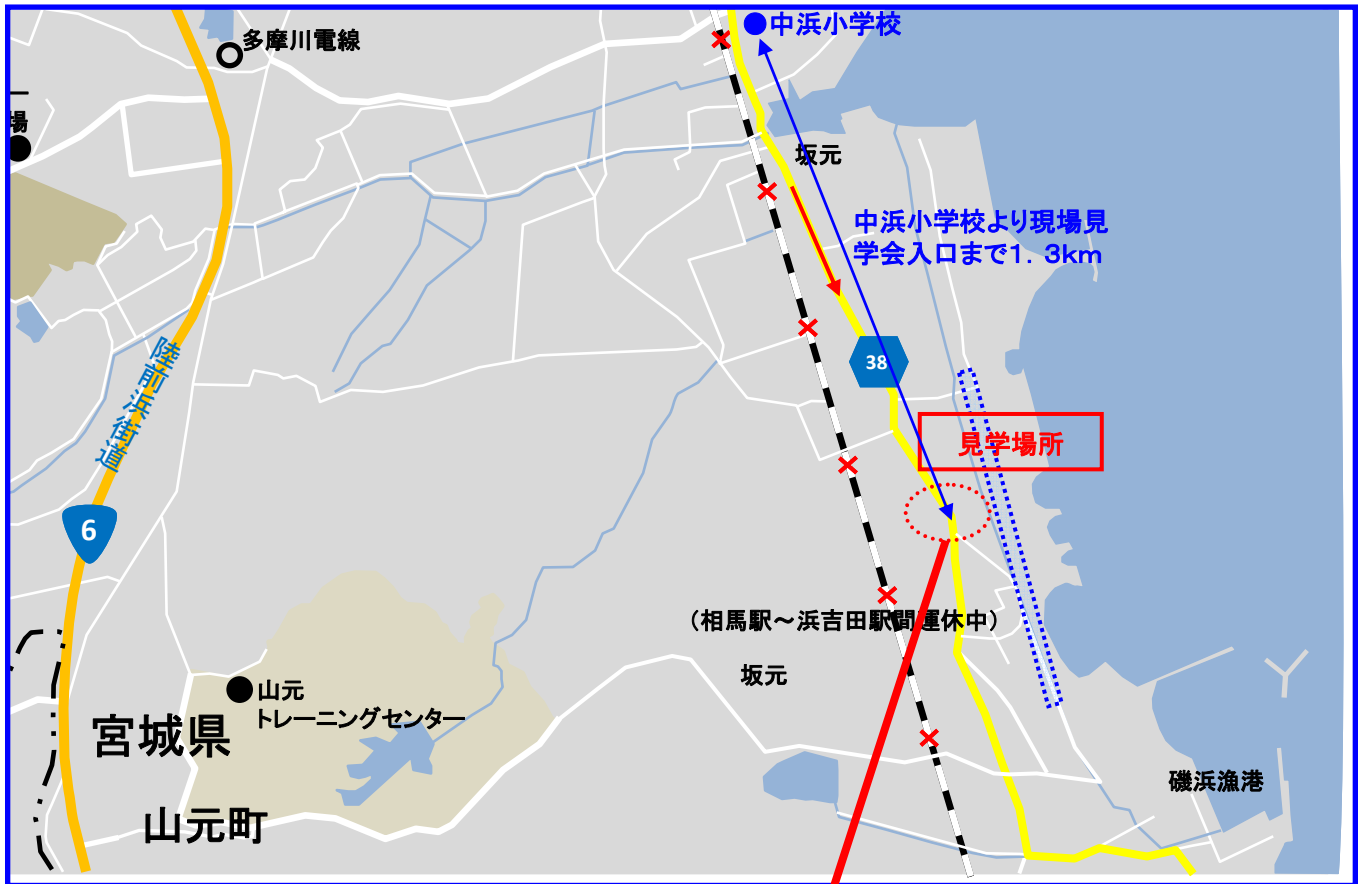 中浜小学校
多摩川電線
場
坂元
中浜小学校より現場見
学会入口まで1．3km
陸前浜街道
38
見学場所
6
（相馬駅～浜吉田駅間運休中）
坂元
山元
トレーニングセンター
宮城県
山元町
磯浜漁港